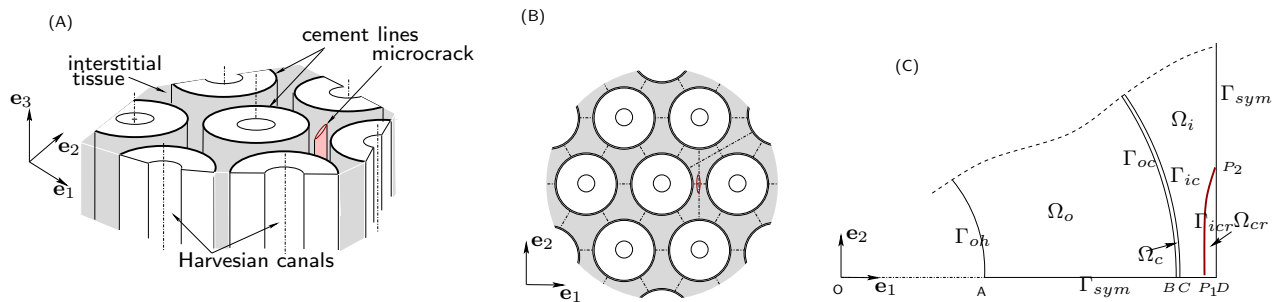 (A)
cement lines
microcrack
interstitial
tissue
e3
e2
e1
Harvesian canals
(B)
e2
e1
(C)
Γsym
Ωi
Γoc
Γic
P2
Ωo
Γoh
Γicr
Ωcr
Ωc
e2
O
e1
A
Γsym
B
C
P1
D